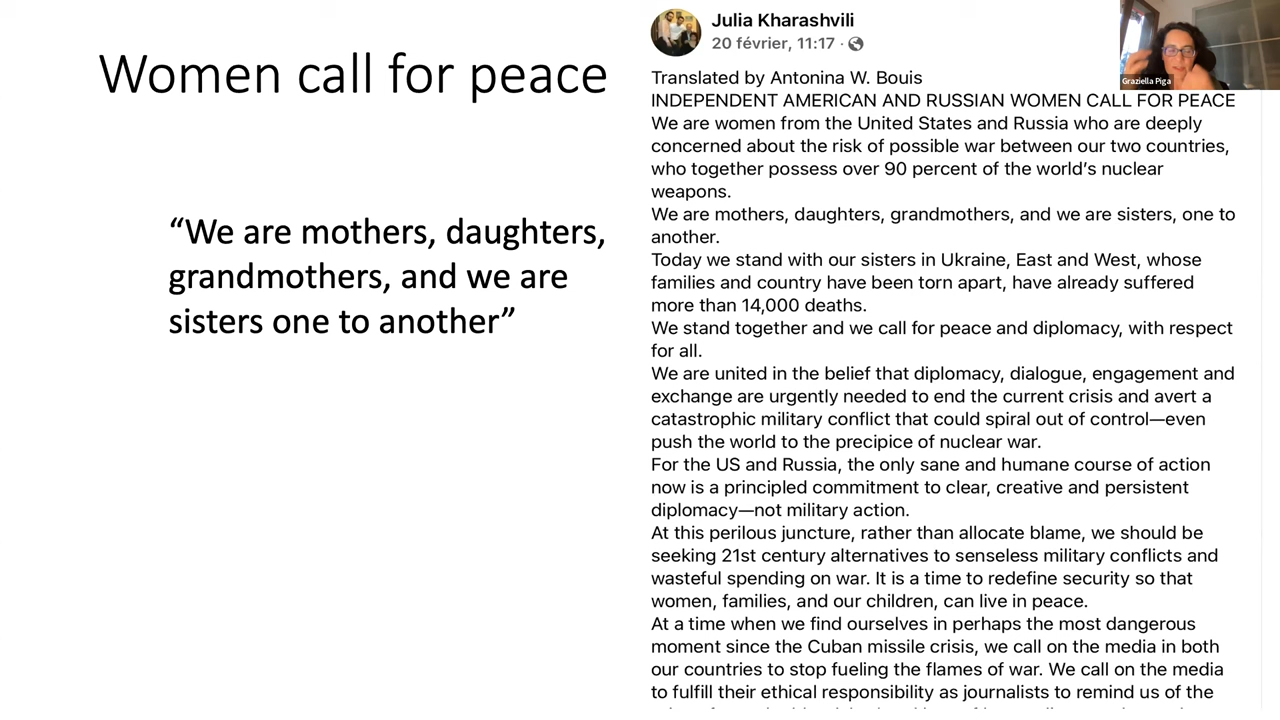 Women call for peace
“We are mothers, daughters,
grandmothers, and we are
sisters one to another”
Julia Kharashvili
20 février, 11:17 ·
Translated by Antonina W. Bouis
INDEPENDENT AMERICAN AND RUSSIAN WOMEN CALL FOR PEACE
We are women from the United States and Russia who are deeply
concerned about the risk of possible war between our two countries,
who together possess over 90 percent of the world’s nuclear
weapons.
We are mothers, daughters, grandmothers, and we are sisters, one to
another.
Today we stand with our sisters in Ukraine, East and West, whose
families and country have been torn apart, have already suffered
more than 14,000 deaths.
We stand together and we call for peace and diplomacy, with respect
for all.
We are united in the belief that diplomacy, dialogue, engagement and
exchange are urgently needed to end the current crisis and avert a
catastrophic military conflict that could spiral out of control—even
push the world to the precipice of nuclear war.
For the US and Russia, the only sane and humane course of action
now is a principled commitment to clear, creative and persistent
diplomacy—not military action.
At this perilous juncture, rather than allocate blame, we should be
seeking 21st century alternatives to senseless military conflicts and
wasteful spending on war. It is a time to redefine security so that
women, families, and our children, can live in peace.
At a time when we find ourselves in perhaps the most dangerous
moment since the Cuban missile crisis, we call on the media in both
our countries to stop fueling the flames of war. We call on the media
to fulfill their ethical responsibility as journalists to remind us of the
Graziella Piga